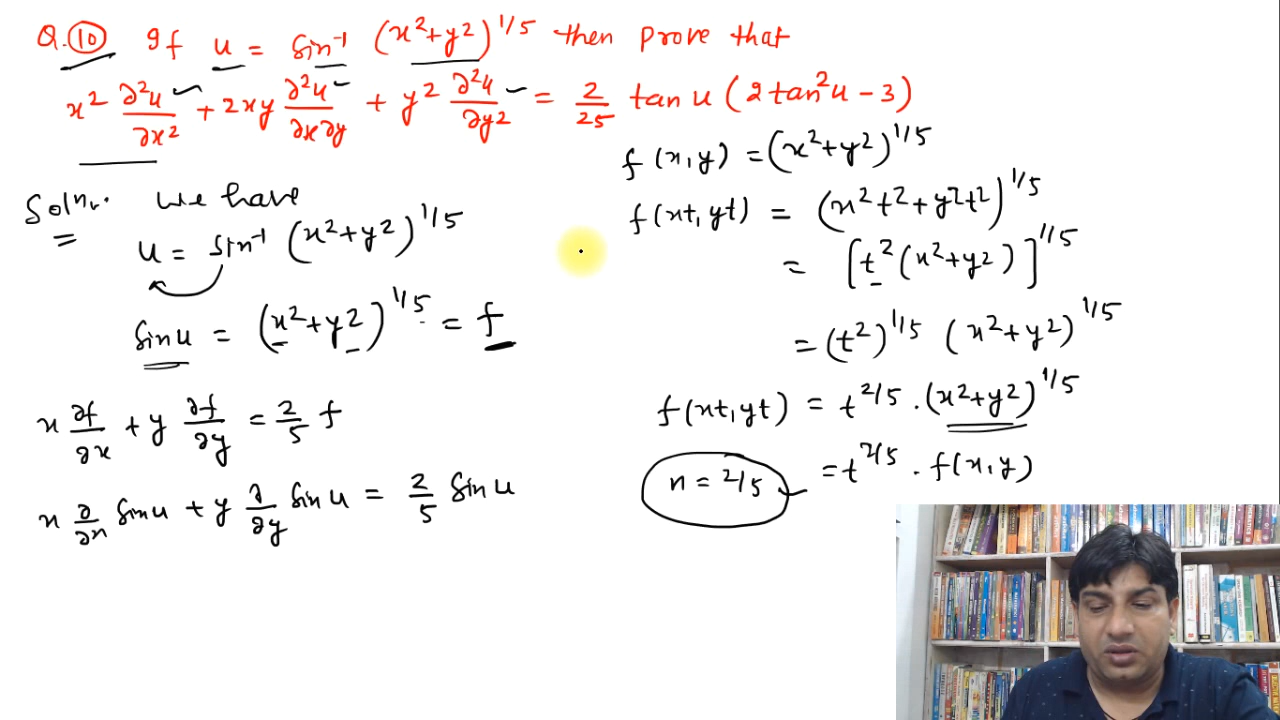 Q.10 If u = sin⁻¹ (x²+y²)^1/5 then prove that
x² ∂²u/∂x² + 2xy ∂²u/∂x∂y + y² ∂²u/∂y² = 2/25 tan u (2tan²u - 3)
Soln. We have
u = sin⁻¹ (x²+y²)^1/5
sin u = (x²+y²)^1/5 = f
x ∂f/∂x + y ∂f/∂y = 2/5 f
x ∂/∂x sin u + y ∂/∂y sin u = 2/5 sin u
f(x,y) = (x²+y²)^1/5
f(xt,yt) = (x²t²+y²t²)^1/5
= [t²(x²+y²)]^1/5
= (t²)^1/5 (x²+y²)^1/5
f(xt,yt) = t^2/5 . (x²+y²)^1/5
= t^2/5 . f(x,y)
n = 2/5